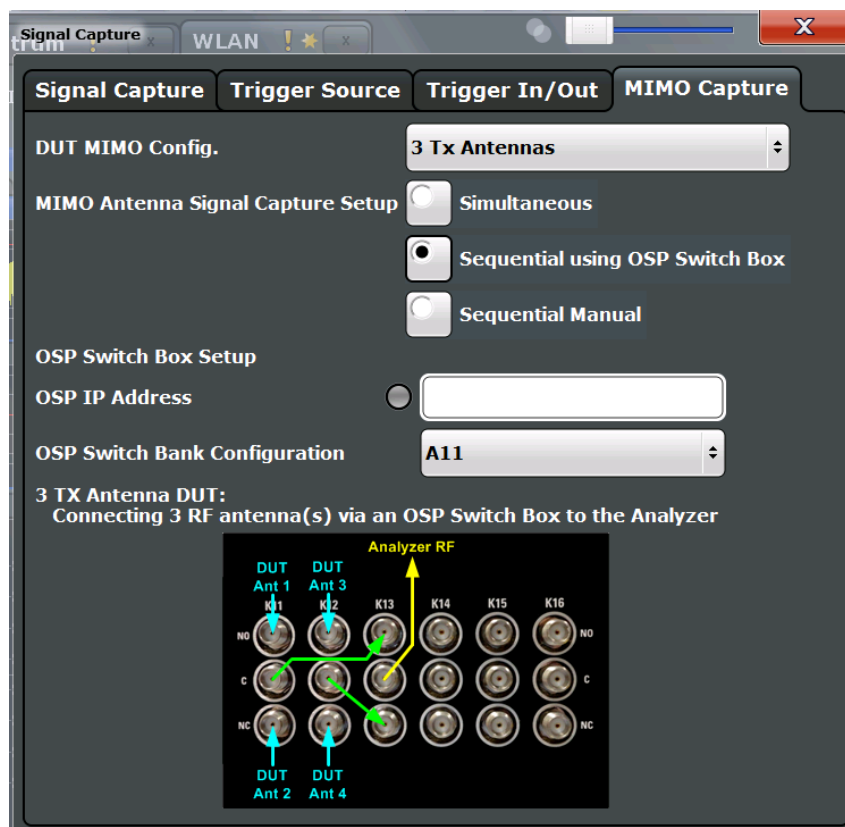 Signal Capture
trum ! x
WLAN ! x
X
Signal Capture Trigger Source Trigger In/Out MIMO Capture
DUT MIMO Config. 3 Tx Antennas
MIMO Antenna Signal Capture Setup Simultaneous
Sequential using OSP Switch Box
Sequential Manual
OSP Switch Box Setup
OSP IP Address
OSP Switch Bank Configuration A11
3 TX Antenna DUT:
Connecting 3 RF antenna(s) via an OSP Switch Box to the Analyzer
Analyzer RF
DUT DUT
Ant 1 Ant 3
K11 K12 K13 K14 K15 K16
NO NO
C C
NC NC
DUT DUT
Ant 2 Ant 4